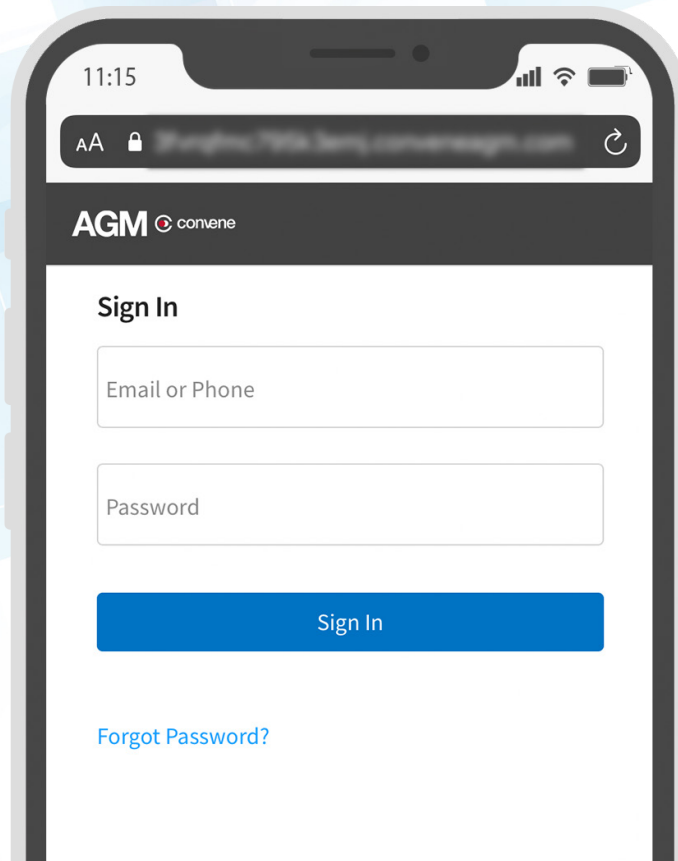 11:15
AA
AGM convene
Sign In
Email or Phone
Password
Sign In
Forgot Password?